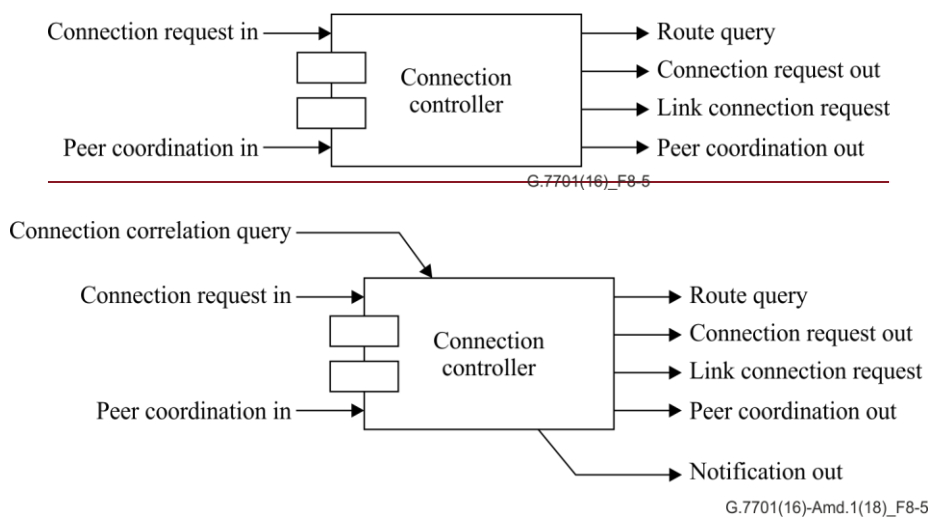 Connection request in
Route query
Connection request out
Connection
controller
Link connection request
Peer coordination in
Peer coordination out
G.7701(16)_F8-5
Connection correlation query
Connection request in
Route query
Connection request out
Connection
controller
Link connection request
Peer coordination in
Peer coordination out
Notification out
G.7701(16)-Amd.1(18)_F8-5